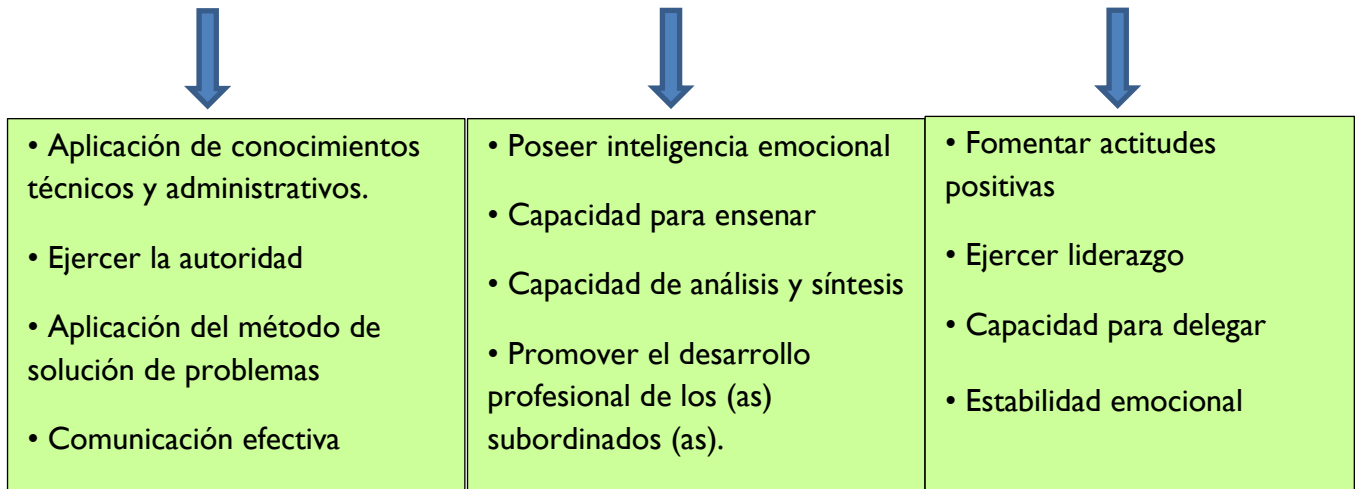 • Aplicación de conocimientos
técnicos y administrativos.
• Ejercer la autoridad
• Aplicación del método de
solución de problemas
• Comunicación efectiva
• Poseer inteligencia emocional
• Capacidad para ensenar
• Capacidad de análisis y síntesis
• Promover el desarrollo
profesional de los (as)
subordinados (as).
• Fomentar actitudes
positivas
• Ejercer liderazgo
• Capacidad para delegar
• Estabilidad emocional